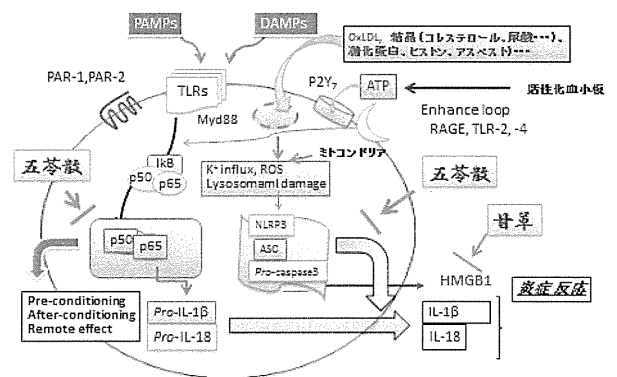 PAMPs
DAMPs
OxLDL, 結晶(コレステロール、尿酸・・・)、
糖化蛋白、ヒストン、アスベスト)・・・
PAR-1,PAR-2
TLRs
Myd88
P2Y7
ATP
活性化血小板
Enhance loop
RAGE, TLR-2, -4
ミトコンドリア
五苓散
IkB
p50
p65
K+ influx, ROS
Lysosomaml damage
五苓散
甘草
NLRP3
ASC
Pro-caspase3
p50
p65
HMGB1
炎症反応
Pre-conditioning
After-conditioning
Remote effect
Pro-IL-1β
Pro-IL-18
IL-1β
IL-18